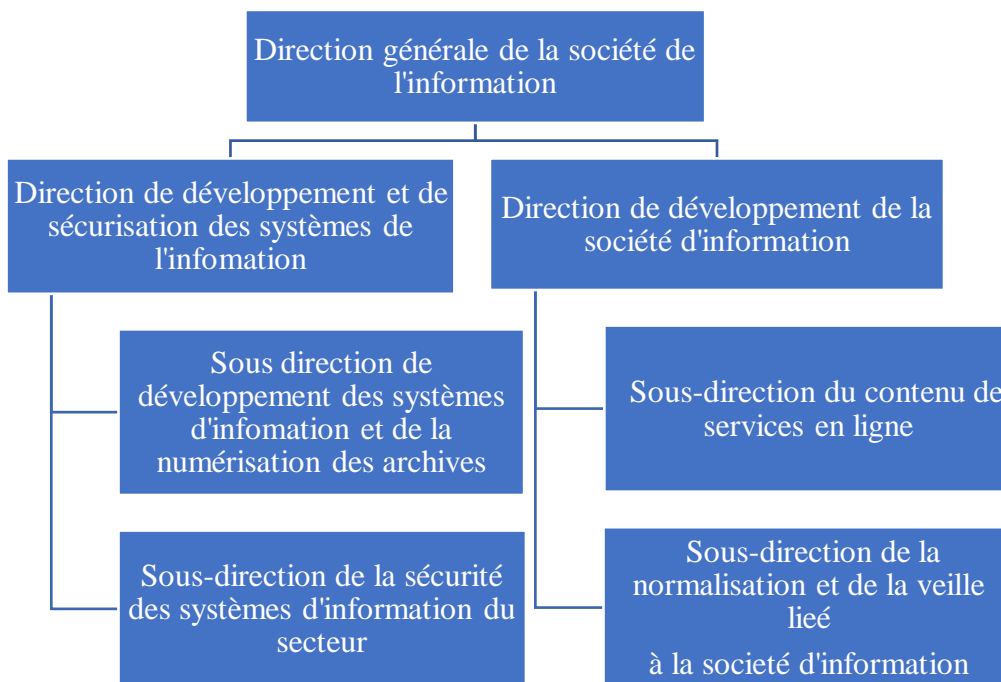 Direction générale de la société de
l'information
Direction de développement et de
sécurisation des systèmes de
l'infomation
Direction de développement de la
société d'information
Sous direction de
développement des systèmes
d'infomation et de la
numérisation des archives
Sous-direction du contenu de
services en ligne
Sous-direction de la sécurité
des systèmes d'information du
secteur
Sous-direction de la
normalisation et de la veille
lieé
à la societé d'information